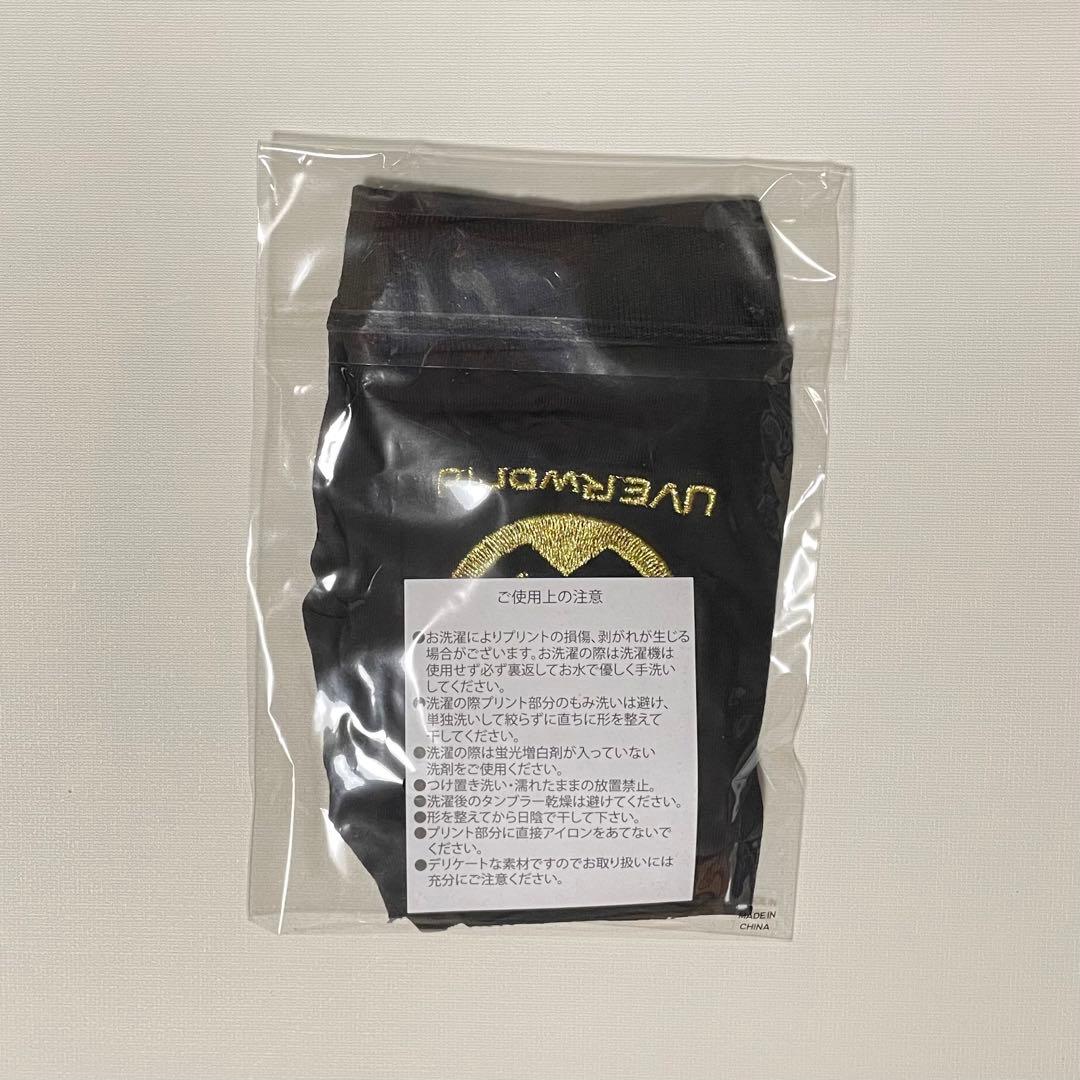 UVERworld
ご使用上の注意
●お洗濯によりプリントの損傷、剥がれが生じる
場合がございます。お洗濯の際は洗濯機は
使用せず必ず裏返してお水で優しく手洗い
してください。
●洗濯の際プリント部分のもみ洗いは避け、
単独洗いして絞らずに直ちに形を整えて
干してください。
●洗濯の際は蛍光増白剤が入っていない
洗剤をご使用ください。
●つけ置き洗い・濡れたままの放置禁止。
●洗濯後のタンブラー乾燥は避けてください。
●形を整えてから日陰で干して下さい。
●プリント部分に直接アイロンをあてないで
ください。
●デリケートな素材ですのでお取り扱いには
充分にご注意ください。
MADE IN
CHINA